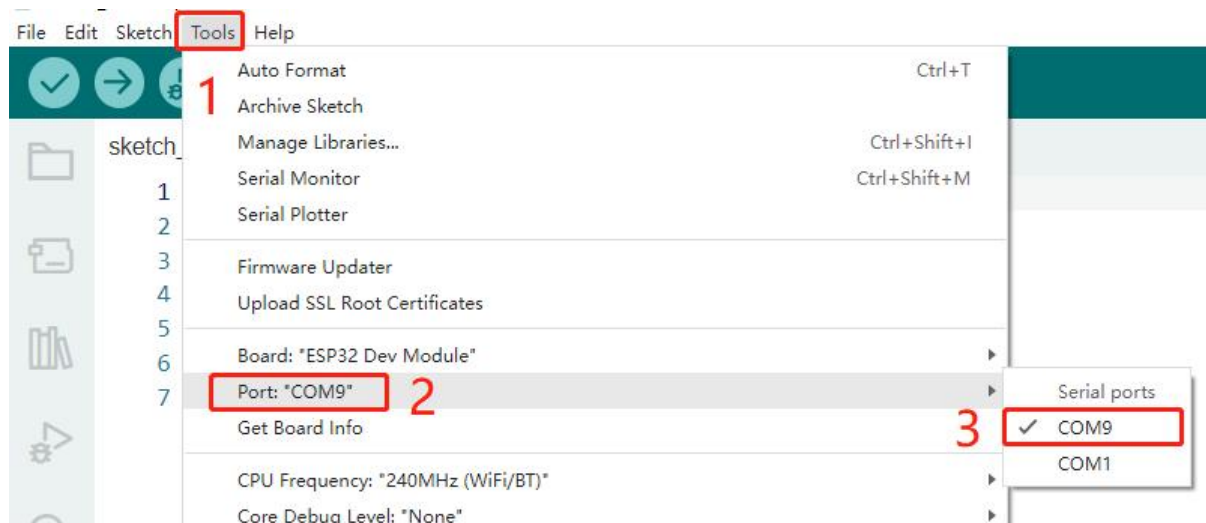 File Edit Sketch Tools Help
1
Auto Format Ctrl+T
Archive Sketch
Manage Libraries... Ctrl+Shift+I
Serial Monitor Ctrl+Shift+M
Serial Plotter
Firmware Updater
Upload SSL Root Certificates
Board: "ESP32 Dev Module"
Port: "COM9" 2
Get Board Info
CPU Frequency: "240MHz (WiFi/BT)"
Core Debug Level: "None"
sketch_
1
2
3
4
5
6
7
Serial ports
3 ✓ COM9
COM1